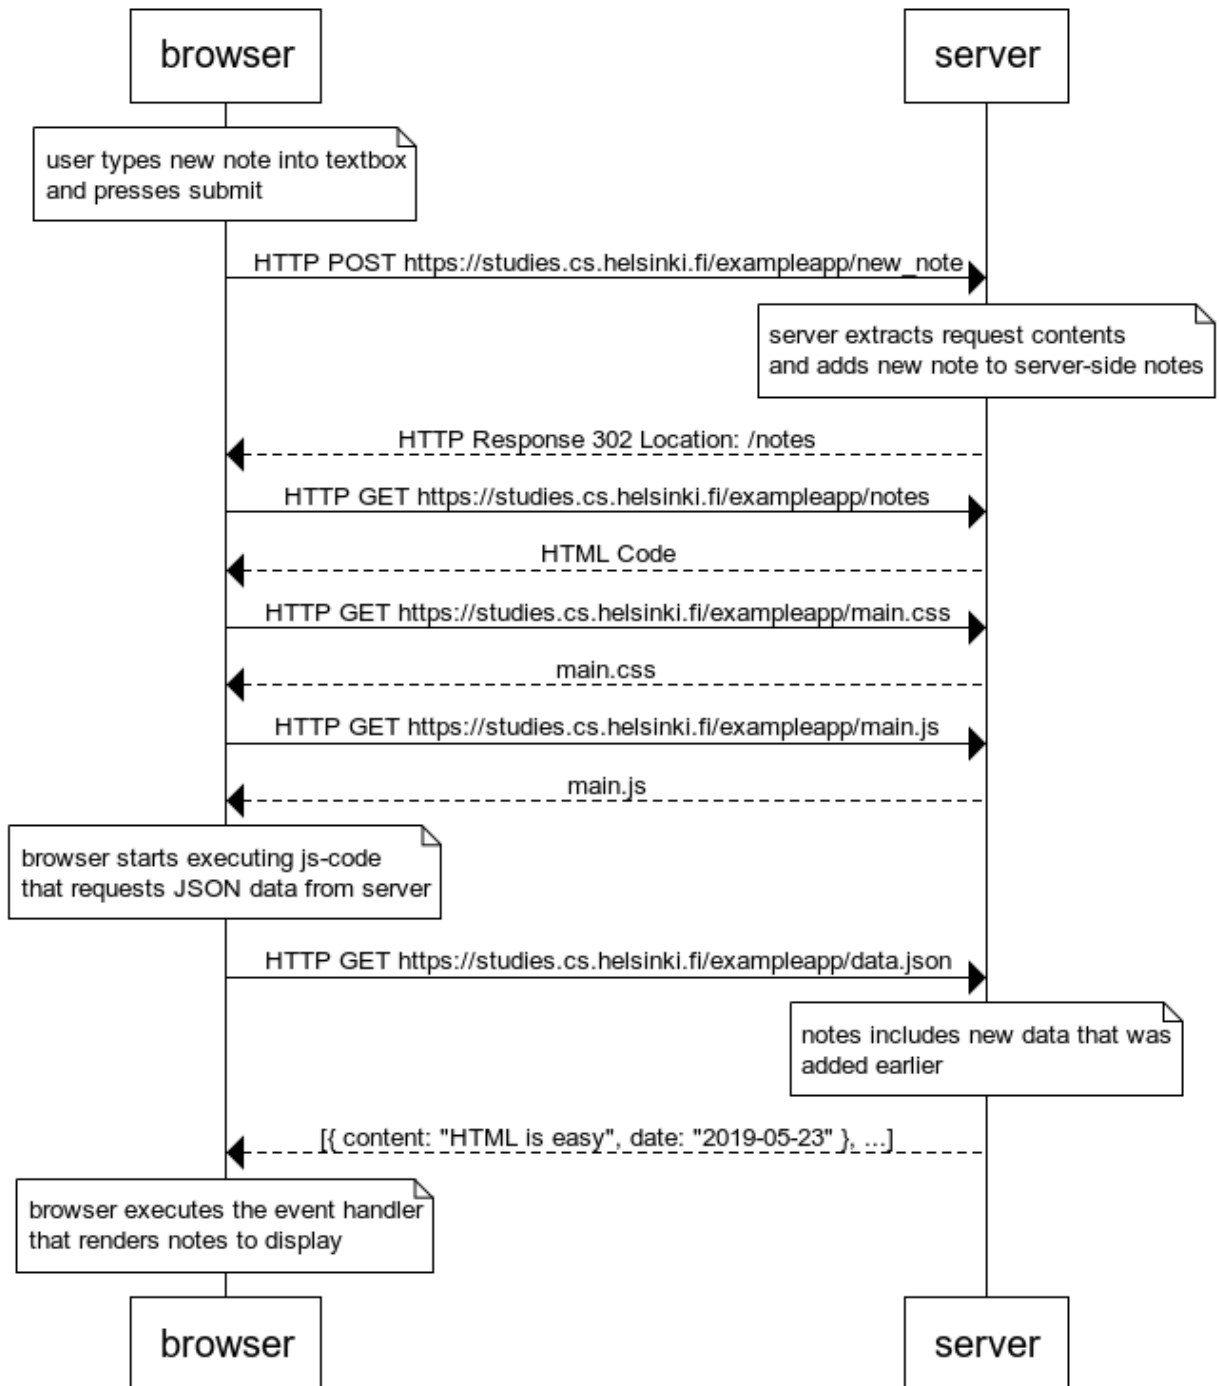 browser
server
user types new note into textbox
and presses submit
HTTP POST https://studies.cs.helsinki.fi/exampleapp/new_note
server extracts request contents
and adds new note to server-side notes
HTTP Response 302 Location: /notes
HTTP GET https://studies.cs.helsinki.fi/exampleapp/notes
HTML Code
HTTP GET https://studies.cs.helsinki.fi/exampleapp/main.css
main.css
HTTP GET https://studies.cs.helsinki.fi/exampleapp/main.js
main.js
browser starts executing js-code
that requests JSON data from server
HTTP GET https://studies.cs.helsinki.fi/exampleapp/data.json
notes includes new data that was
added earlier
[{ content: "HTML is easy", date: "2019-05-23" }, ...]
browser executes the event handler
that renders notes to display
browser
server